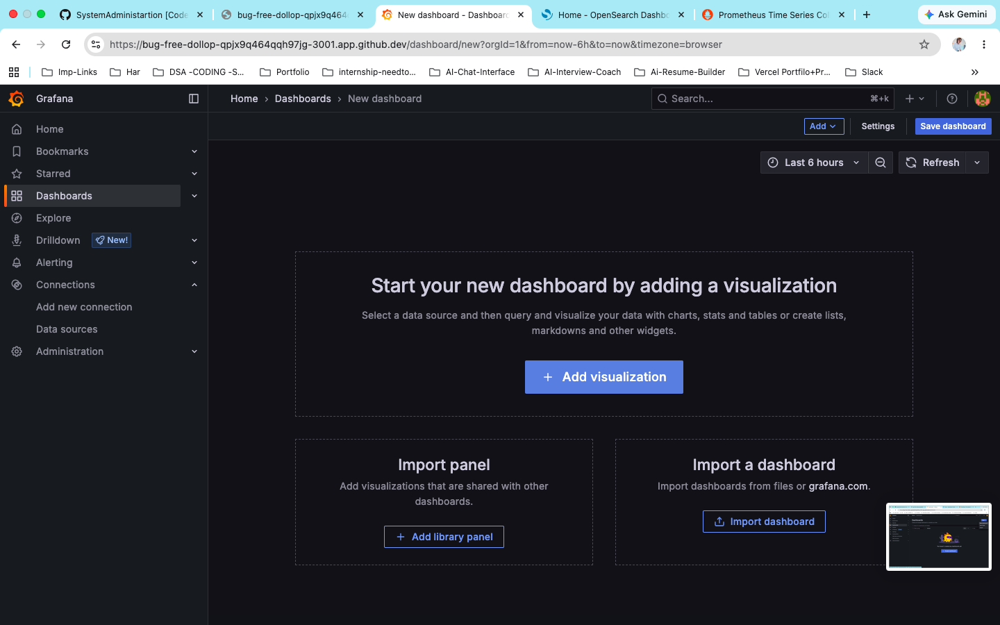 SystemAdministartion [Code
bug-free-dollop-qpjx9q464
New dashboard - Dashboard
Home - OpenSearch Dashbo
Prometheus Time Series Col
Ask Gemini
https://bug-free-dollop-qpjx9q464qqh97jg-3001.app.github.dev/dashboard/new?orgId=1&from=now-6h&to=now&timezone=browser
Imp-Links
Har
DSA -CODING -S...
Portfolio
internship-needto...
AI-Chat-Interface
AI-Interview-Coach
Ai-Resume-Builder
Vercel Portfilo+Pr...
Slack
Grafana
Home › Dashboards › New dashboard
Search...
⌘+k
Home
Bookmarks
Starred
Dashboards
Explore
Drilldown
New!
Alerting
Connections
Add new connection
Data sources
Administration
Add
Settings
Save dashboard
Last 6 hours
Refresh
Start your new dashboard by adding a visualization
Select a data source and then query and visualize your data with charts, stats and tables or create lists,
markdowns and other widgets.
+ Add visualization
Import panel
Add visualizations that are shared with other
dashboards.
+ Add library panel
Import a dashboard
Import dashboards from files or grafana.com.
Import dashboard